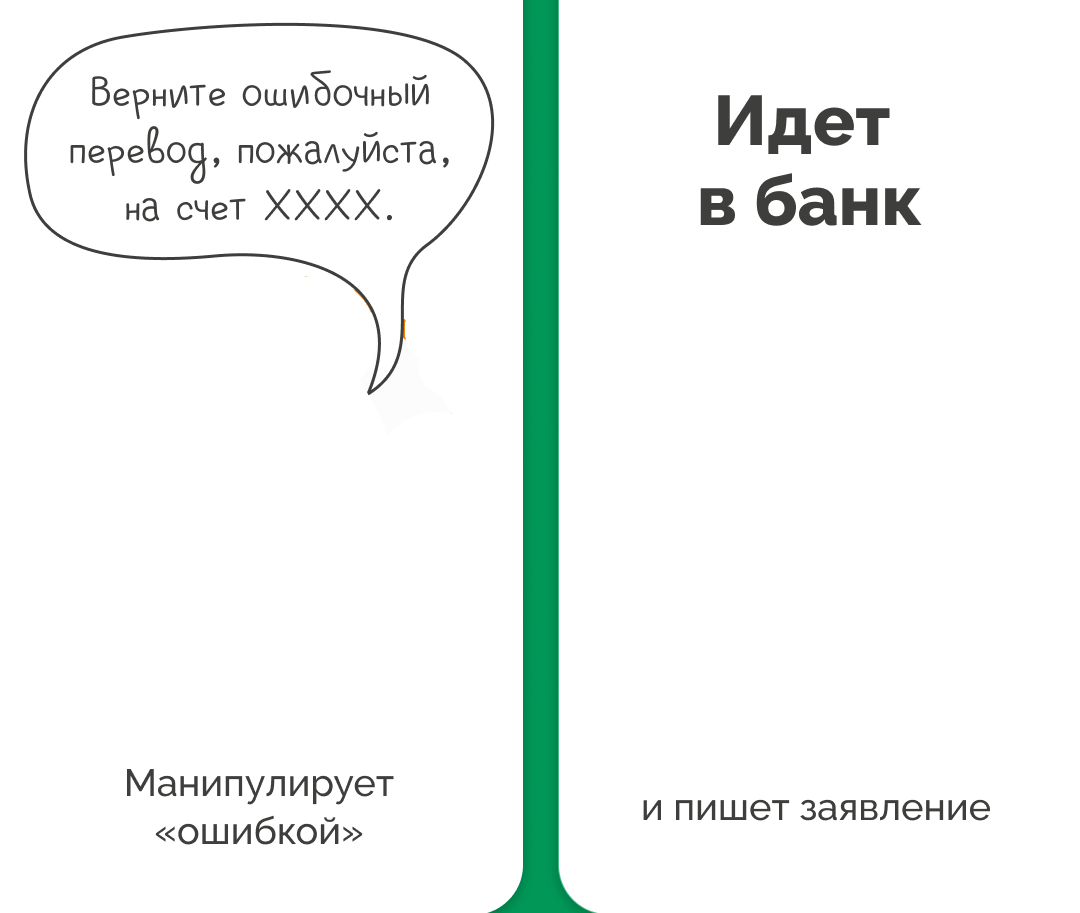 Верните ошибочный
перевод, пожалуйста,
на счет XXXX.
Манипулирует
«ошибкой»
Идет
в банк
и пишет заявление